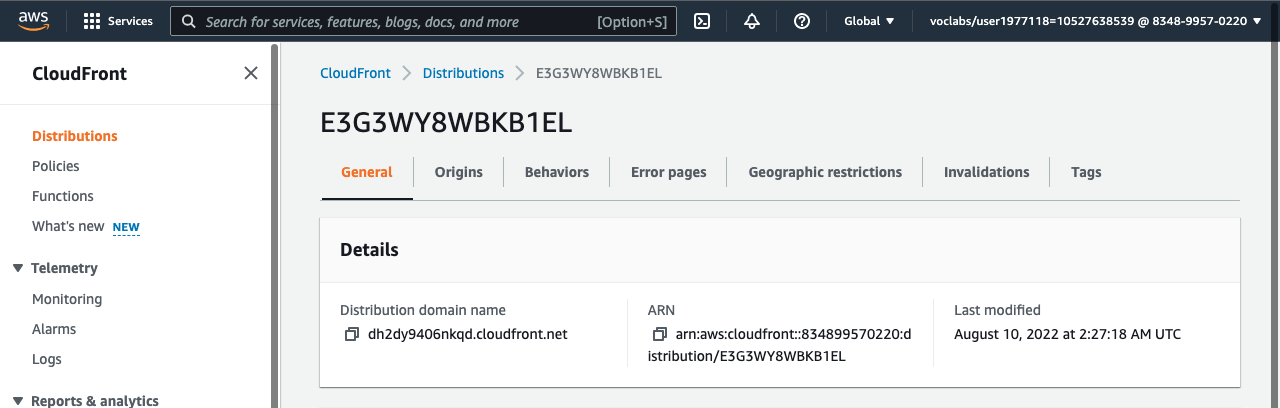 aws Services Search for services, features, blogs, docs, and more [Option+S] Global voclabs/user1977118=10527638539 @ 8348-9957-0220
CloudFront
Distributions
Policies
Functions
What's new NEW
Telemetry
Monitoring
Alarms
Logs
Reports & analytics
CloudFront Distributions E3G3WY8WBKB1EL
E3G3WY8WBKB1EL
General Origins Behaviors Error pages Geographic restrictions Invalidations Tags
Details
Distribution domain name
dh2dy9406nkqd.cloudfront.net
ARN
arn:aws:cloudfront::834899570220:d
istribution/E3G3WY8WBKB1EL
Last modified
August 10, 2022 at 2:27:18 AM UTC